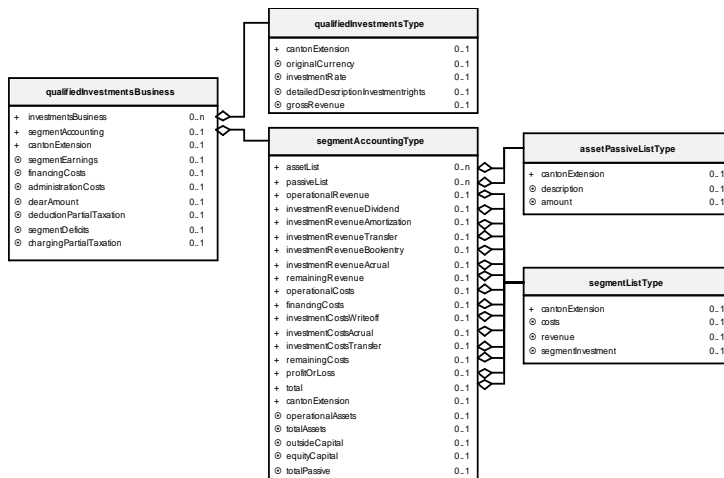 qualifiedInvestmentsType
+ cantonExtension 0..1
⊙ originalCurrency 0..1
⊙ investmentRate 0..1
⊙ detailedDescriptionInvestmentrights 0..1
⊙ grossRevenue 0..1
qualifiedInvestmentsBusiness
+ investmentsBusiness 0..n
+ segmentAccounting 0..1
+ cantonExtension 0..1
⊙ segmentEarnings 0..1
⊙ financingCosts 0..1
⊙ administrationCosts 0..1
⊙ clearAmount 0..1
⊙ deductionPartialTaxation 0..1
⊙ segmentDeficits 0..1
⊙ chargingPartialTaxation 0..1
segmentAccountingType
+ assetList 0..n
+ passiveList 0..n
+ operationalRevenue 0..1
+ investmentRevenueDividend 0..1
+ investmentRevenueAmortization 0..1
+ investmentRevenueTransfer 0..1
+ investmentRevenueBookentry 0..1
+ investmentRevenueAcrual 0..1
+ remainingRevenue 0..1
+ operationalCosts 0..1
+ financingCosts 0..1
+ investmentCostsWriteoff 0..1
+ investmentCostsAcrual 0..1
+ investmentCostsTransfer 0..1
+ remainingCosts 0..1
+ profitOrLoss 0..1
+ total 0..1
+ cantonExtension 0..1
⊙ operationalAssets 0..1
⊙ totalAssets 0..1
⊙ outsideCapital 0..1
⊙ equityCapital 0..1
⊙ totalPassive 0..1
assetPassiveListType
+ cantonExtension 0..1
⊙ description 0..1
⊙ amount 0..1
segmentListType
+ cantonExtension 0..1
⊙ costs 0..1
⊙ revenue 0..1
⊙ segmentInvestment 0..1